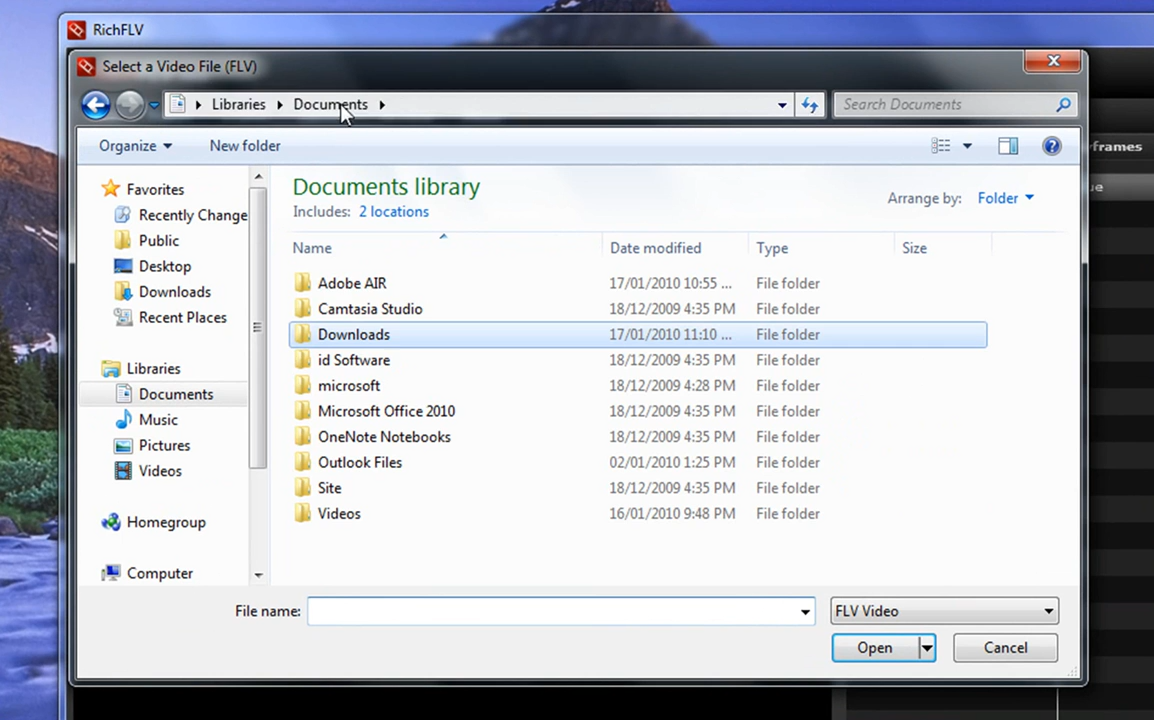 RichFLV
Select a Video File (FLV)
Libraries Documents
Search Documents
Organize
New folder
rframes
ue
Favorites
Recently Change
Public
Desktop
Downloads
Recent Places
Libraries
Documents
Music
Pictures
Videos
Homegroup
Computer
Documents library
Includes: 2 locations
Arrange by: Folder
Name Date modified Type Size
Adobe AIR 17/01/2010 10:55 ... File folder
Camtasia Studio 18/12/2009 4:35 PM File folder
Downloads 17/01/2010 11:10 ... File folder
id Software 18/12/2009 4:35 PM File folder
microsoft 18/12/2009 4:28 PM File folder
Microsoft Office 2010 18/12/2009 4:35 PM File folder
OneNote Notebooks 18/12/2009 4:35 PM File folder
Outlook Files 02/01/2010 1:25 PM File folder
Site 18/12/2009 4:35 PM File folder
Videos 16/01/2010 9:48 PM File folder
File name:
FLV Video
Open
Cancel